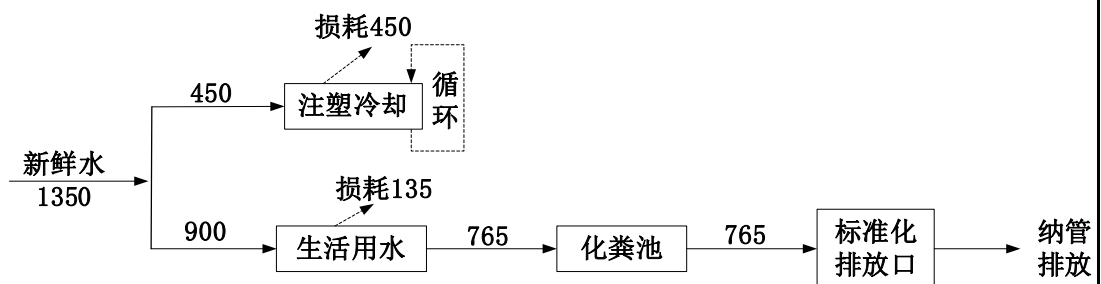 损耗450
循
环
450
注塑冷却
新鲜水
1350
损耗135
900
生活用水
765
化粪池
765
标准化
排放口
纳管
排放